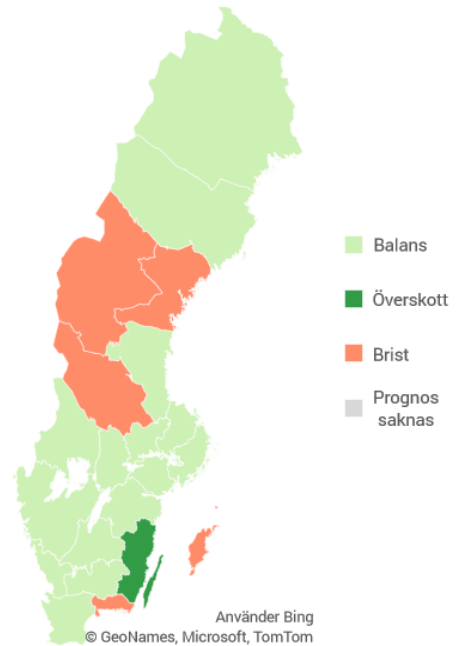 Balans
Överskott
Brist
Prognos
saknas
Använder Bing
© GeoNames, Microsoft, TomTom